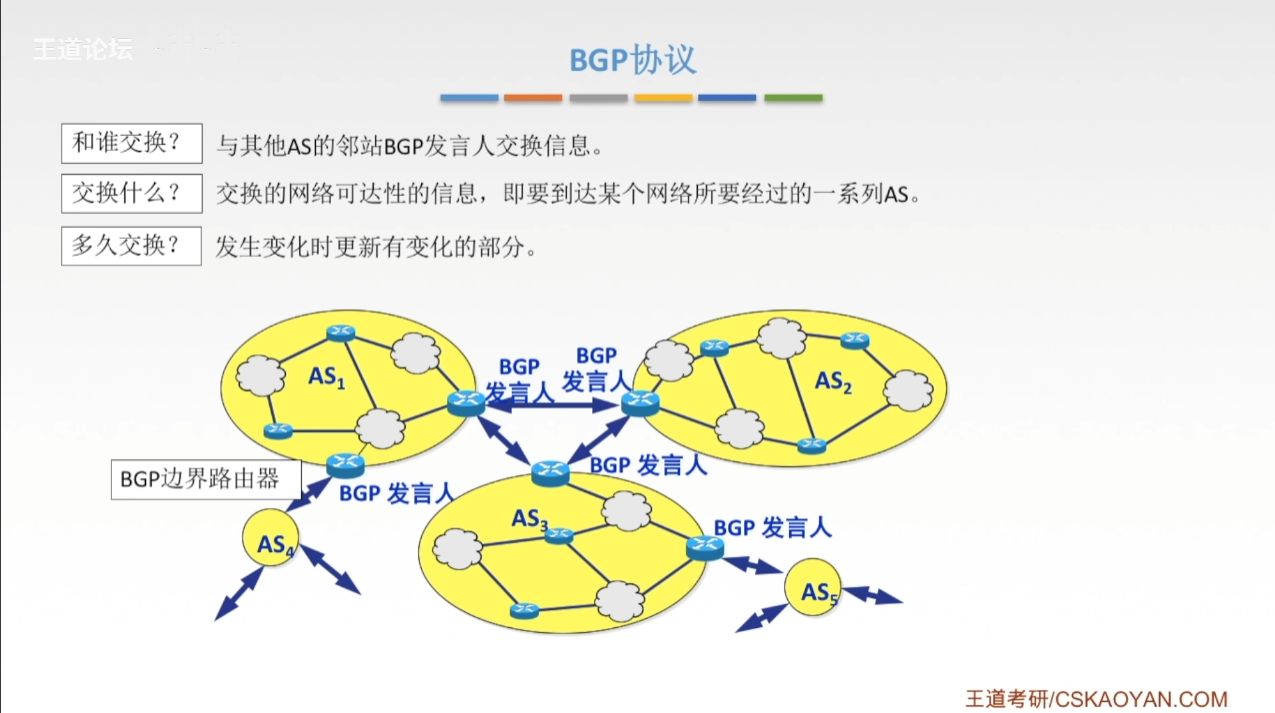 王道论坛
BGP协议
和谁交换？
与其他AS的邻站BGP发言人交换信息。
交换什么？
交换的网络可达性的信息，即要到达某个网络所要经过的一系列AS。
多久交换？
发生变化时更新有变化的部分。
AS1
BGP
发言人
BGP
发言人
AS2
BGP边界路由器
BGP 发言人
BGP 发言人
AS3
BGP 发言人
AS4
AS5
王道考研/CSKAOYAN.COM